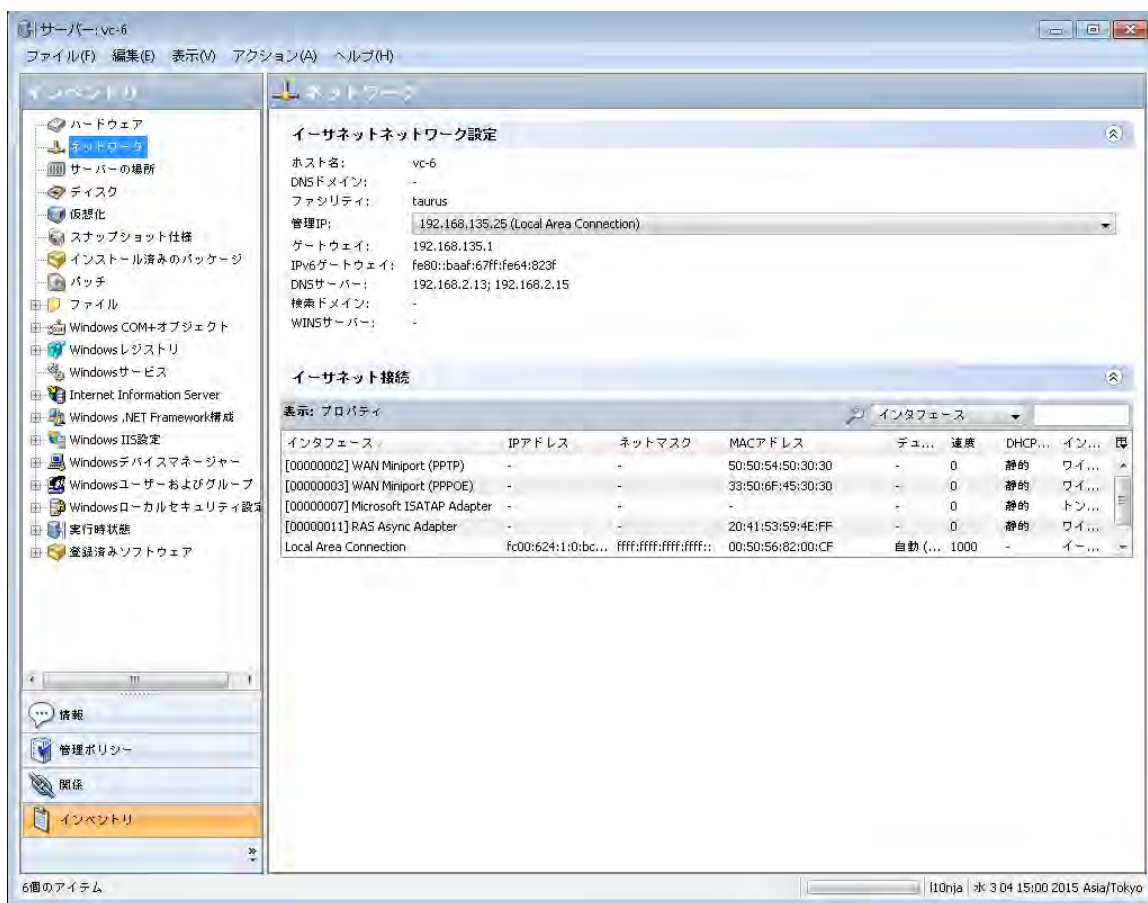 サーバー: vc-6
ファイル(F) 編集(E) 表示(V) アクション(A) ヘルプ(H)
インベントリ
ハードウェア
ネットワーク
サーバーの場所
ディスク
仮想化
スナップショット仕様
インストール済みのパッケージ
パッチ
ファイル
Windows COM+オブジェクト
Windowsレジストリ
Windowsサービス
Internet Information Server
Windows .NET Framework構成
Windows IIS設定
Windowsデバイスマネージャー
Windowsユーザーおよびグループ
Windowsローカルセキュリティ設定
実行時状態
登録済みソフトウェア
情報
管理ポリシー
関係
インベントリ
ネットワーク
イーサネットネットワーク設定
ホスト名: vc-6
DNSドメイン: -
ファシリティ: taurus
管理IP: 192.168.135.25 (Local Area Connection)
ゲートウェイ: 192.168.135.1
IPv6ゲートウェイ: fe80::baaf:67ff:fe64:823f
DNSサーバー: 192.168.2.13; 192.168.2.15
検索ドメイン: -
WINSサーバー: -
イーサネット接続
表示: プロパティ インタフェース
インタフェース IPアドレス ネットマスク MACアドレス デュ... 速度 DHCP... イン...
[00000002] WAN Miniport (PPTP) - - 50:50:54:50:30:30 - 0 静的 ワイ...
[00000003] WAN Miniport (PPPOE) - - 33:50:6F:45:30:30 - 0 静的 ワイ...
[00000007] Microsoft ISATAP Adapter - - - - 0 静的 トン...
[00000011] RAS Async Adapter - - 20:41:53:59:4E:FF - 0 静的 ワイ...
Local Area Connection fc00:624:1:0:bc... ffff:ffff:ffff:ffff:: 00:50:56:82:00:CF 自動 (... 1000 - イー...
6個のアイテム
l10nja 水 3 04 15:00 2015 Asia/Tokyo